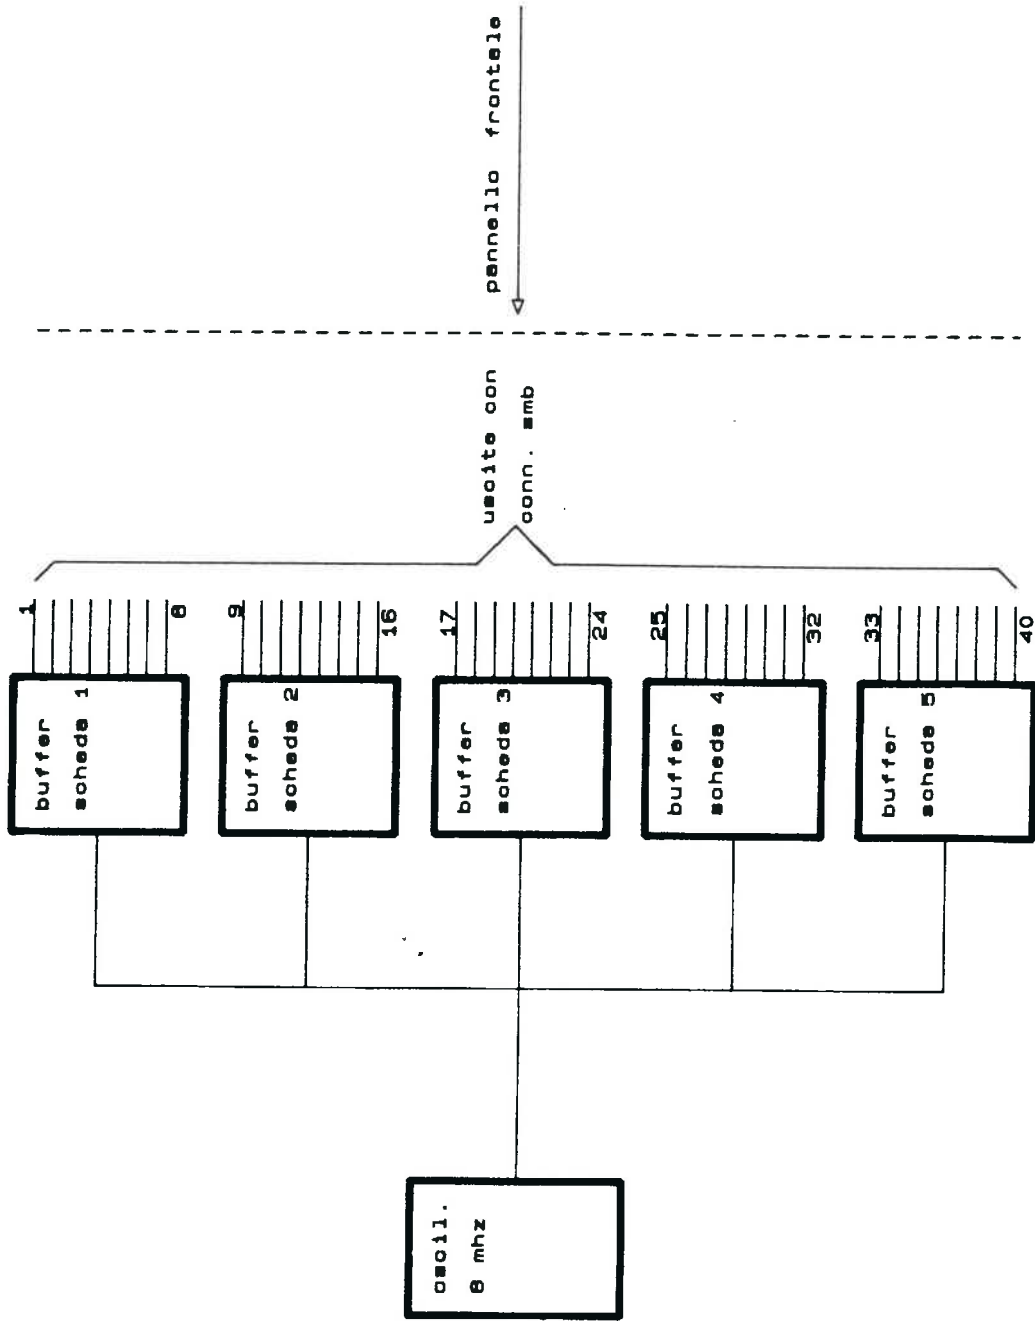 oscil.
8 mhz
buffer
scheda 1
1
8
buffer
scheda 2
9
16
buffer
scheda 3
17
24
buffer
scheda 4
25
32
buffer
scheda 5
33
40
uscite con
conn. smb
pannello frontale